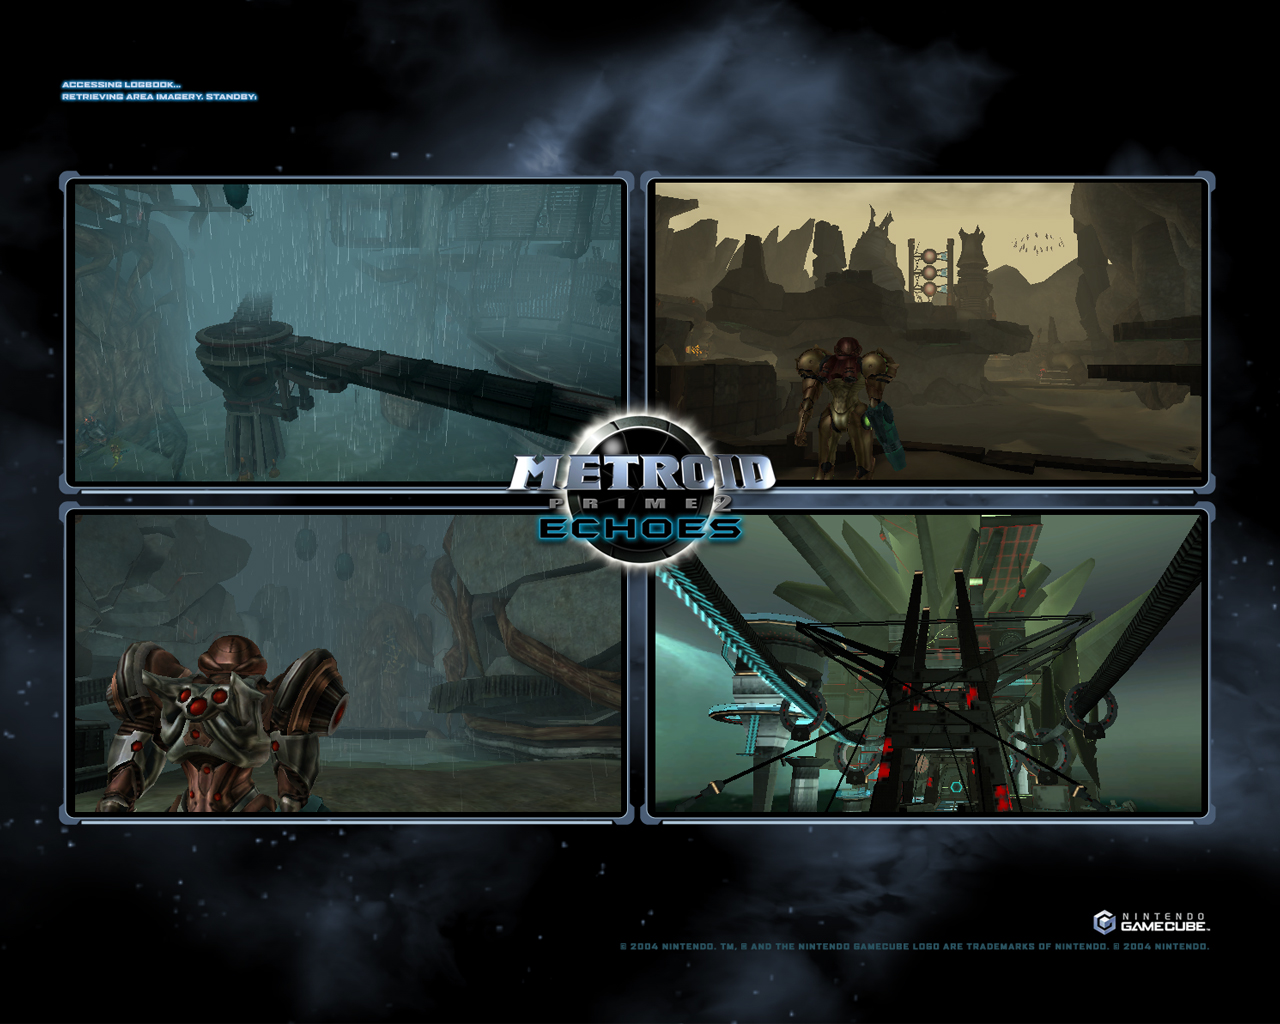 ACCESSING LOGBOOK...
RETRIEVING AREA IMAGERY. STANDBY.
METROID
PRIME 2
ECHOES
NINTENDO
GAMECUBE™
© 2004 NINTENDO. TM, ® AND THE NINTENDO GAMECUBE LOGO ARE TRADEMARKS OF NINTENDO. © 2004 NINTENDO.